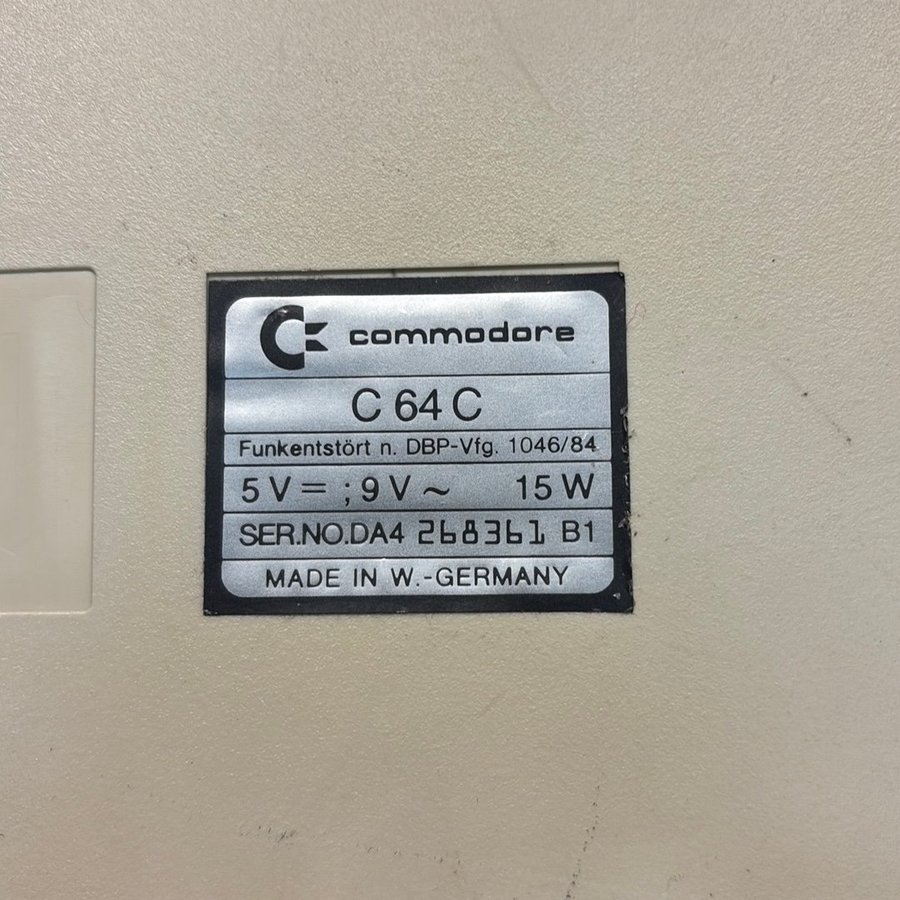 commodore
C 64 C
Funkentstört n. DBP-Vfg. 1046/84
5 V = ; 9 V ~ 15 W
SER.NO.DA4 268361 B1
MADE IN W.-GERMANY